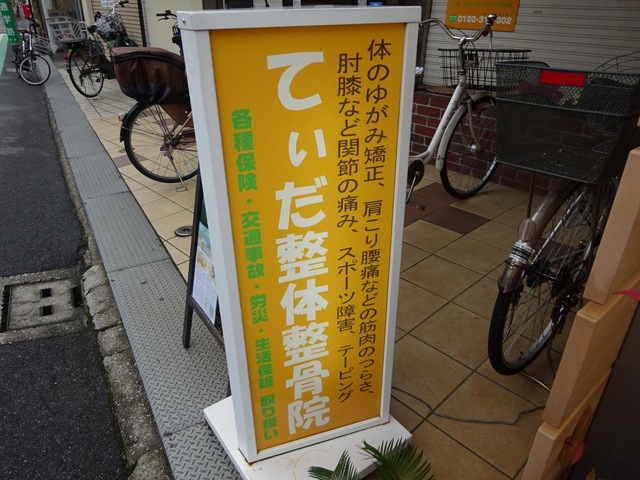 体のゆがみ矯正、肩こり腰痛などの筋肉のつらさ、
肘膝など関節の痛み、スポーツ障害、テーピング
てぃだ整体整骨院
各種保険・交通事故・労災・生活保護 取り扱い